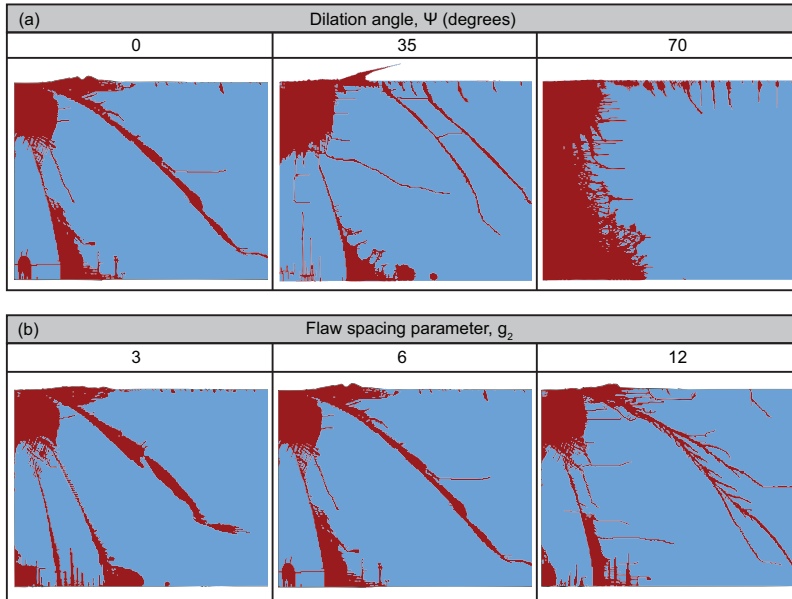 (a) Dilation angle, Ψ (degrees)
0 35 70
(b) Flaw spacing parameter, g₂
3 6 12